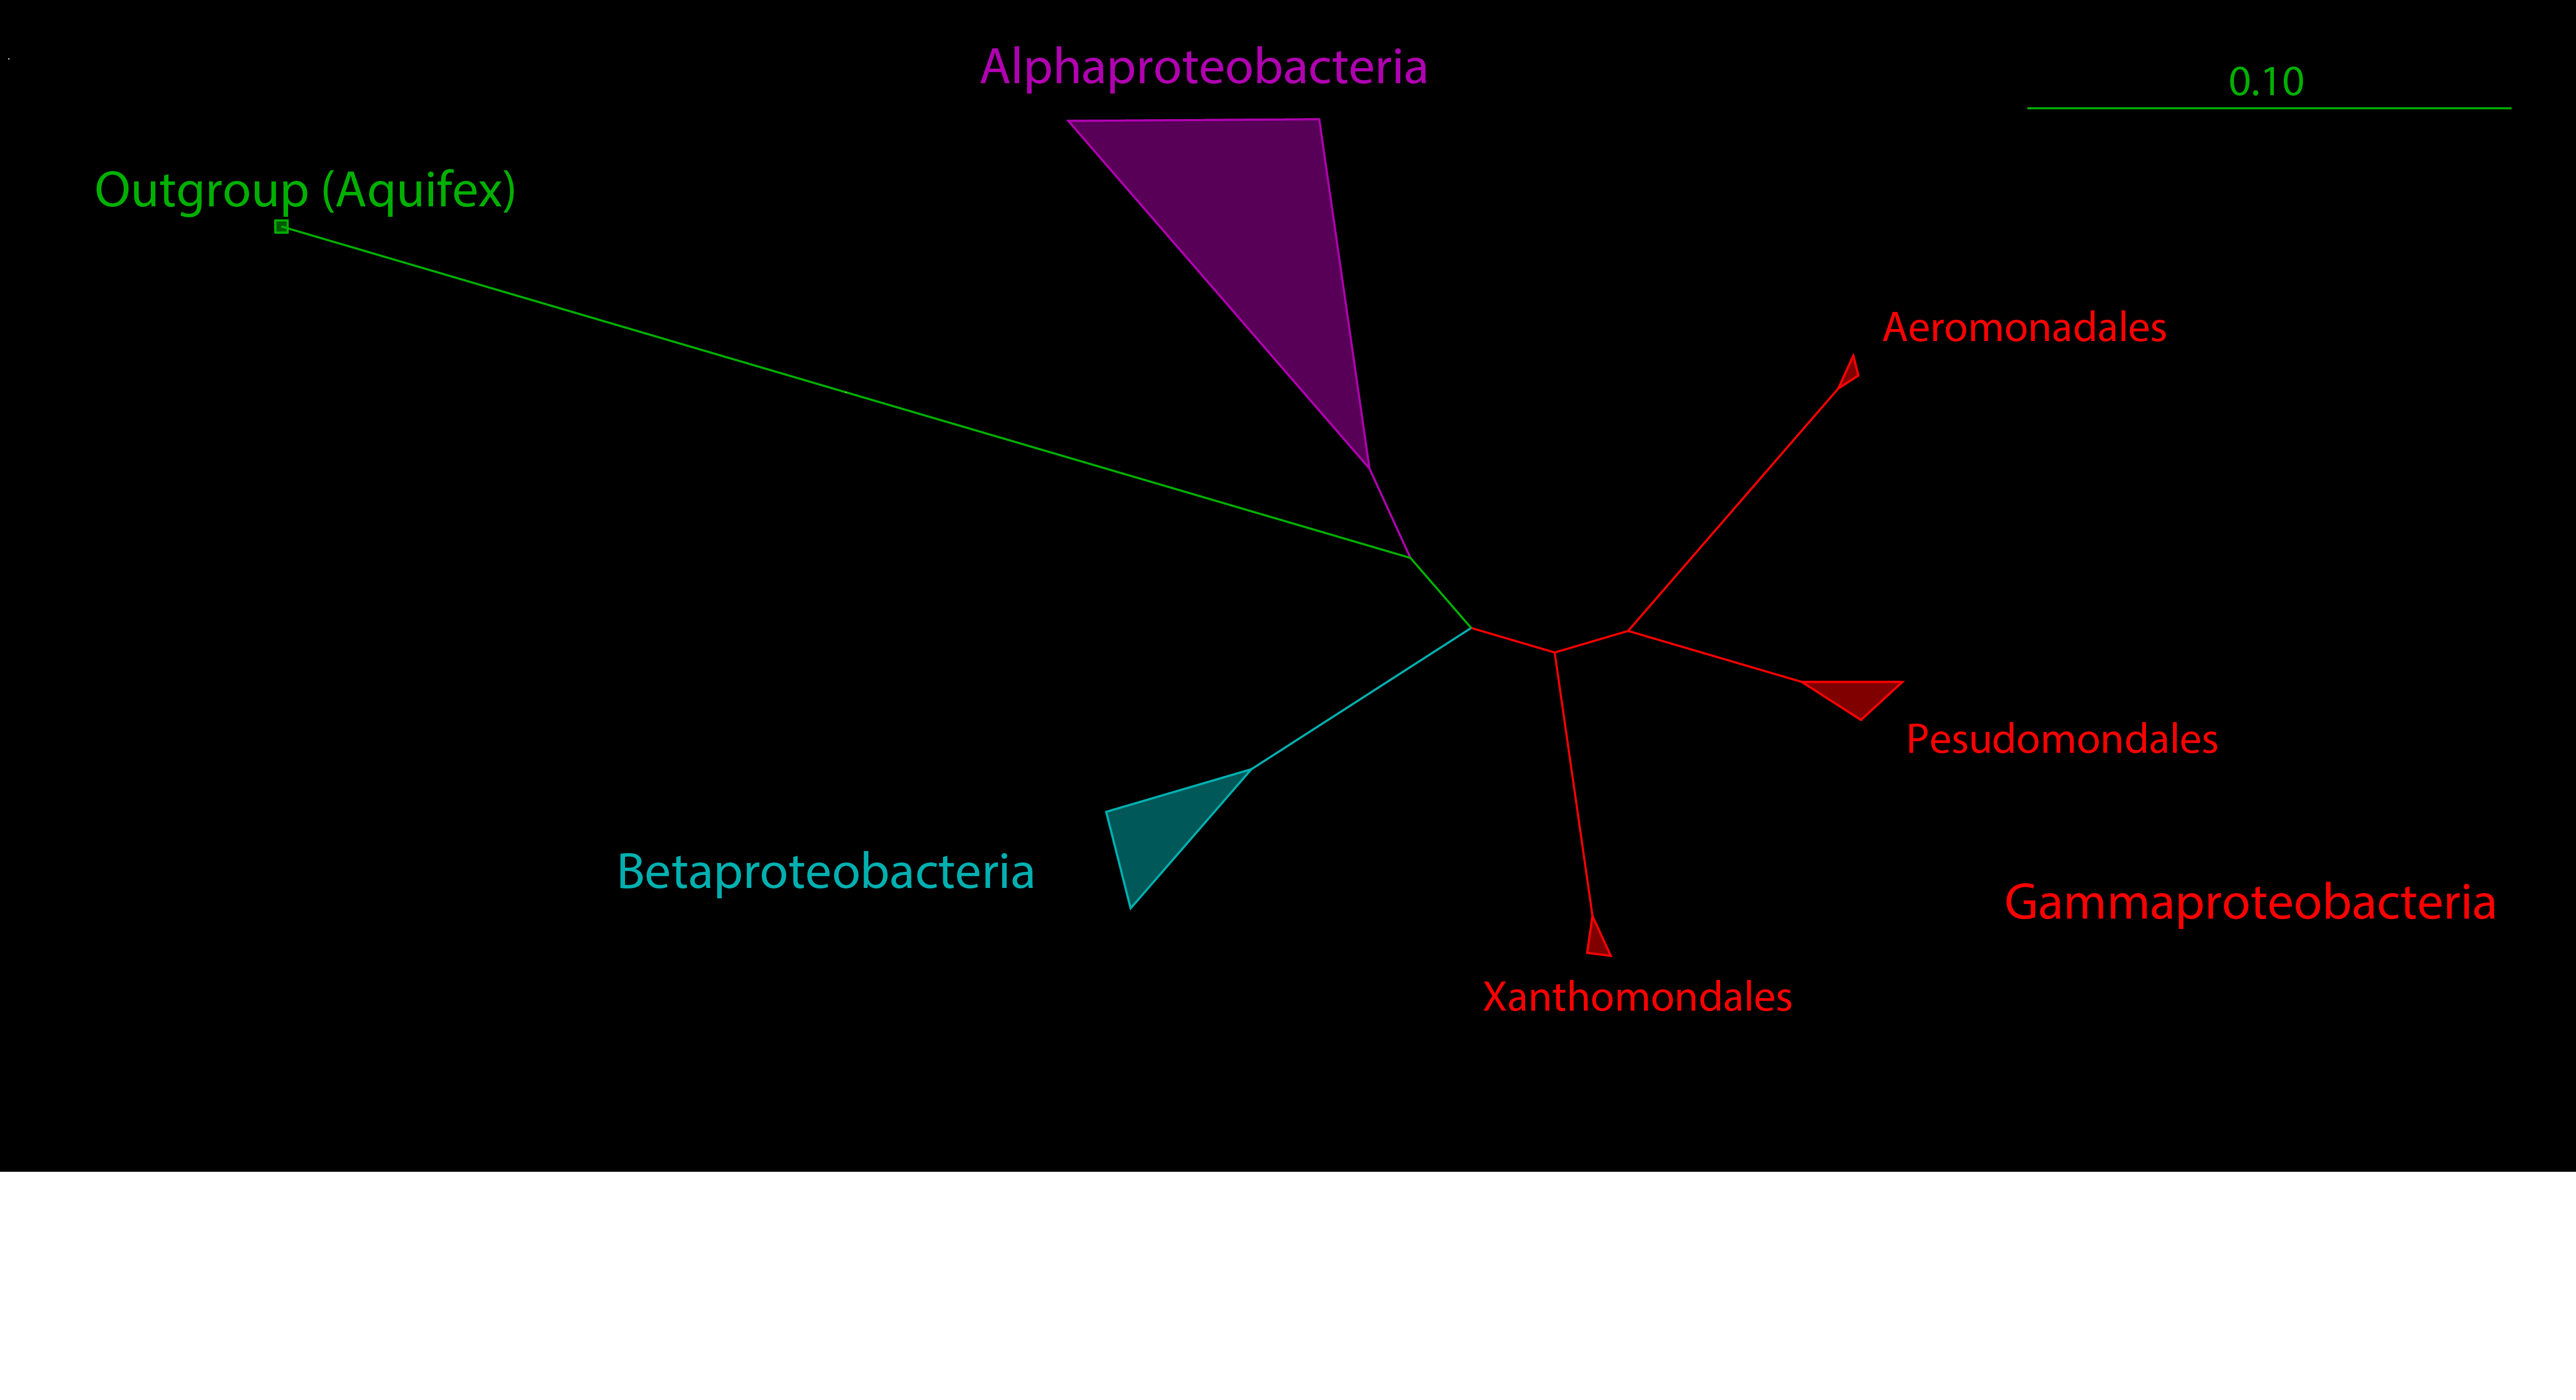 Alphaproteobacteria
0.10
Outgroup (Aquifex)
Aeromonadales
Pesudomondales
Betaproteobacteria
Gammaproteobacteria
Xanthomondales